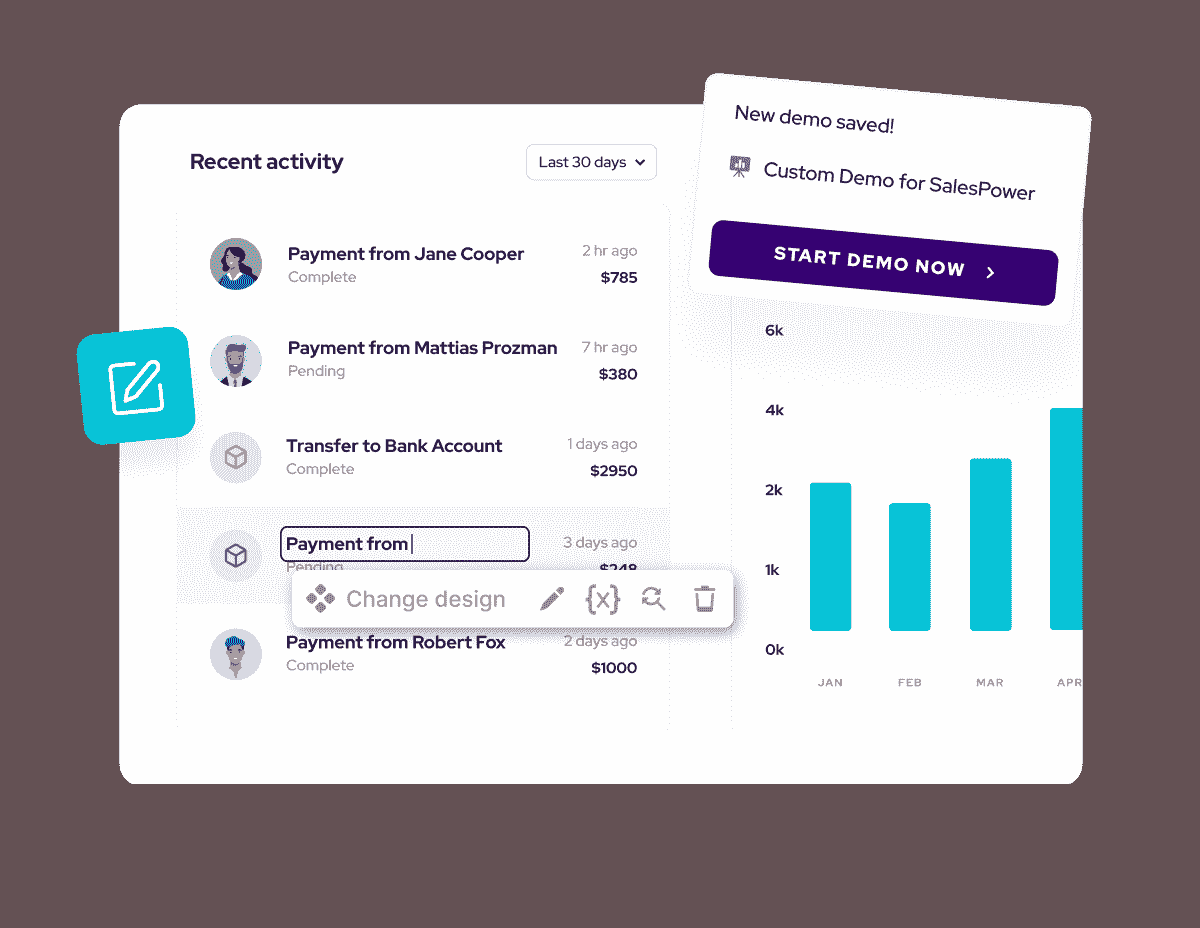 New demo saved!
Custom Demo for SalesPower
START DEMO NOW
Recent activity
Last 30 days
Payment from Jane Cooper
2 hr ago
Complete
$785
Payment from Mattias Prozman
7 hr ago
Pending
$380
Transfer to Bank Account
1 days ago
Complete
$2950
Payment from
3 days ago
Pending
$248
Change design
{X}
Payment from Robert Fox
2 days ago
Complete
$1000
6k
4k
2k
1k
0k
JAN
FEB
MAR
APR